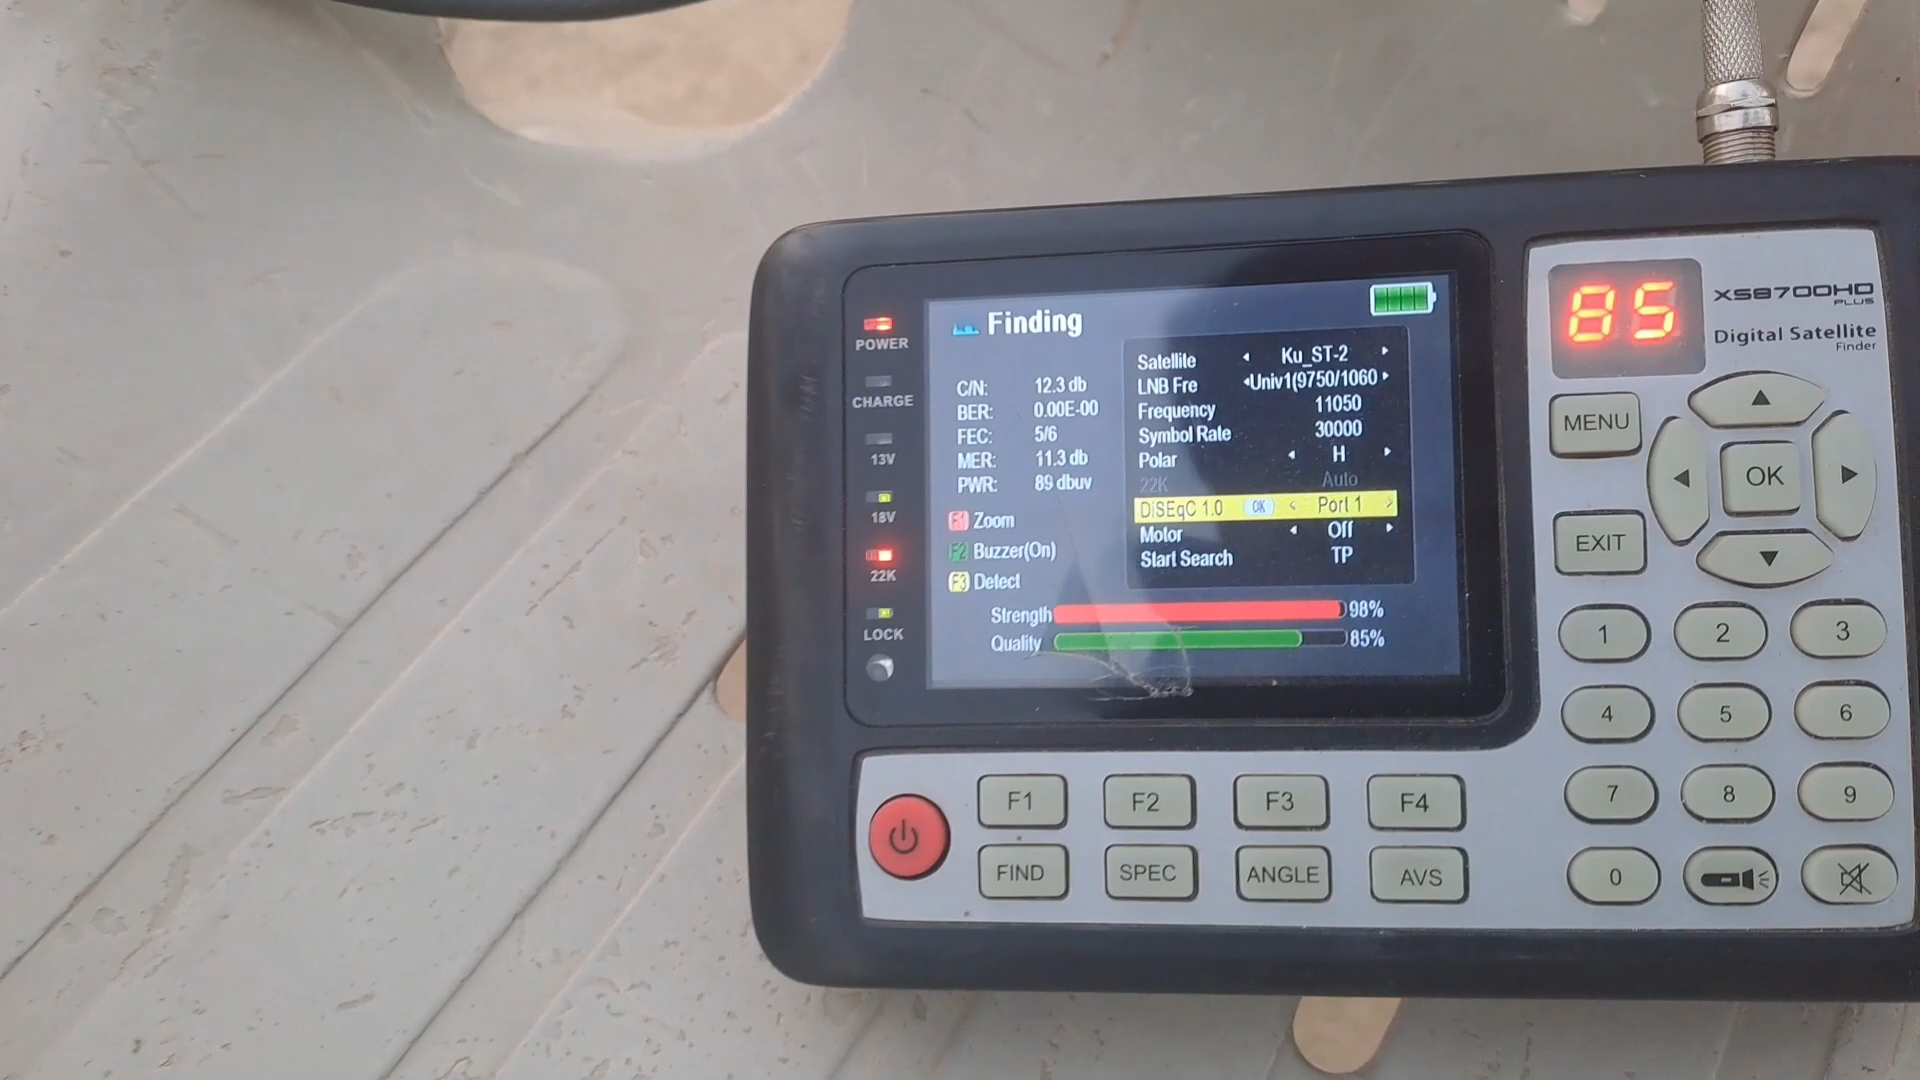 POWER
CHARGE
13V
18V
22K
LOCK
Finding
C/N: 12.3 db
BER: 0.00E-00
FEC: 5/6
MER: 11.3 db
PWR: 89 dbuv
F1 Zoom
F2 Buzzer(On)
F3 Detect
Satellite Ku_ST-2
LNB Fre Univ1(9750/1060
Frequency 11050
Symbol Rate 30000
Polar H
22K Auto
DiSEqC 1.0 OK Port 1
Motor Off
Start Search TP
Strength 98%
Quality 85%
85
XS8700HD
PLUS
Digital Satellite
Finder
MENU
OK
EXIT
1 2 3
4 5 6
7 8 9
0
F1 F2 F3 F4
FIND SPEC ANGLE AVS